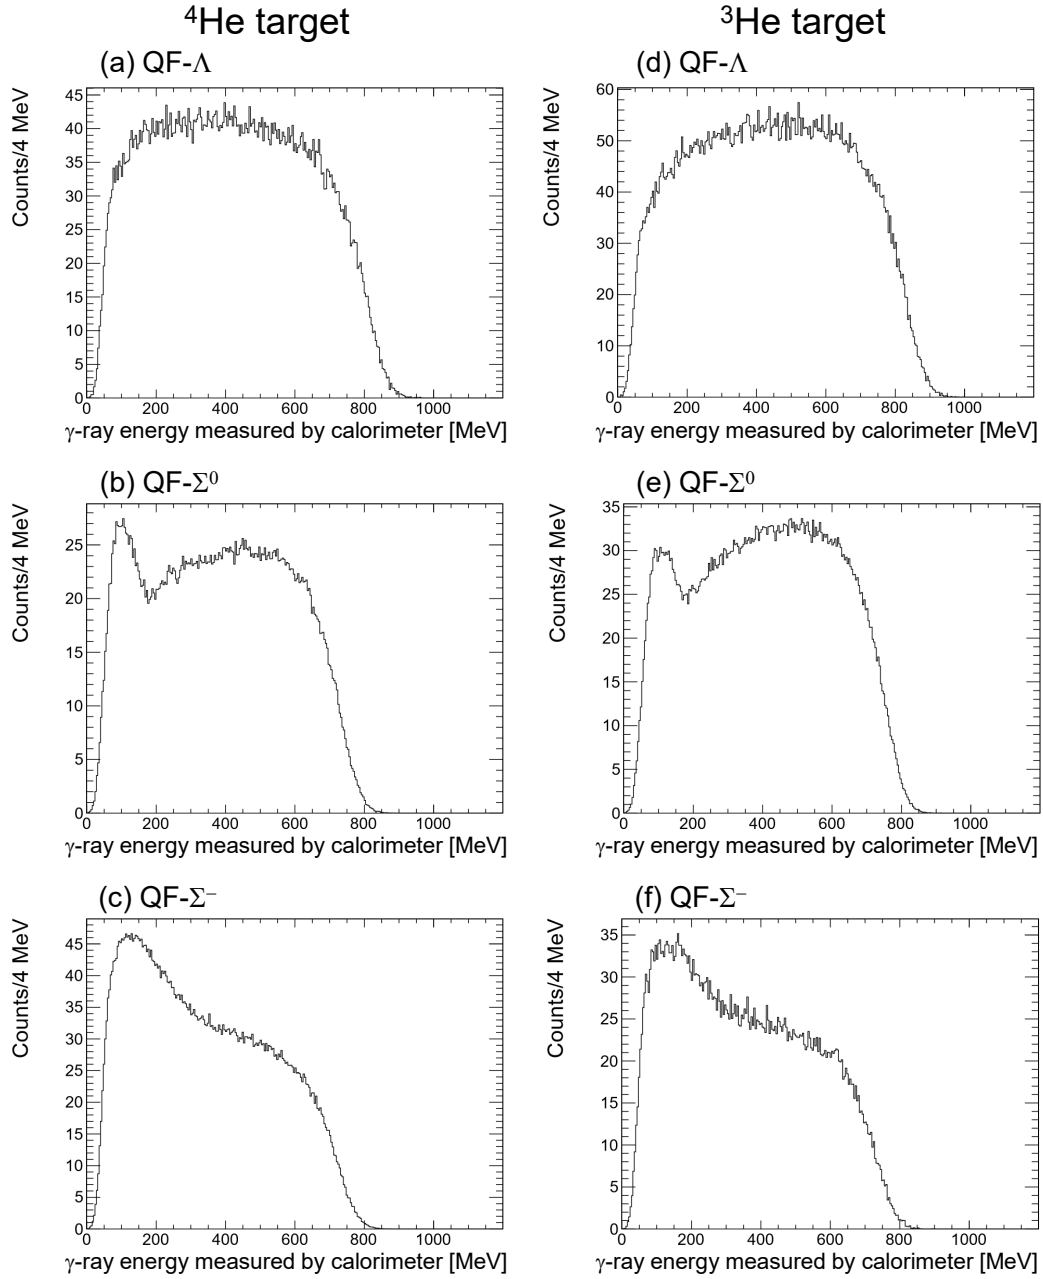 ⁴He target
³He target
(a) QF-Λ
Counts/4 MeV
45
40
35
30
25
20
15
10
5
0
0 200 400 600 800 1000
γ-ray energy measured by calorimeter [MeV]
(d) QF-Λ
Counts/4 MeV
60
50
40
30
20
10
0
0 200 400 600 800 1000
γ-ray energy measured by calorimeter [MeV]
(b) QF-Σ⁰
Counts/4 MeV
25
20
15
10
5
0
0 200 400 600 800 1000
γ-ray energy measured by calorimeter [MeV]
(e) QF-Σ⁰
Counts/4 MeV
35
30
25
20
15
10
5
0
0 200 400 600 800 1000
γ-ray energy measured by calorimeter [MeV]
(c) QF-Σ⁻
Counts/4 MeV
45
40
35
30
25
20
15
10
5
0
0 200 400 600 800 1000
γ-ray energy measured by calorimeter [MeV]
(f) QF-Σ⁻
Counts/4 MeV
35
30
25
20
15
10
5
0
0 200 400 600 800 1000
γ-ray energy measured by calorimeter [MeV]